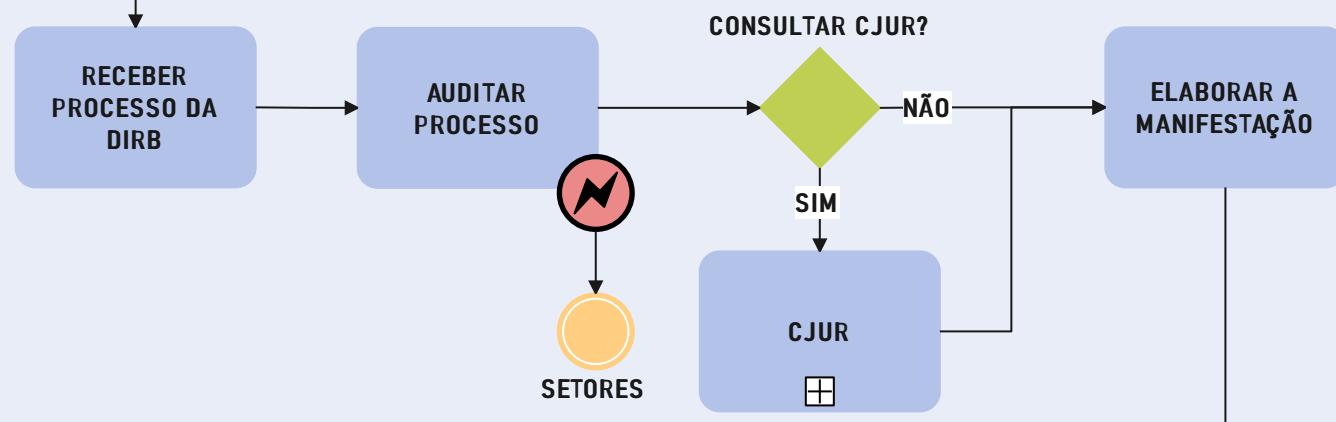 CONSULTAR CJUR?
RECEBER
PROCESSO DA
DIRB
AUDITAR
PROCESSO
NÃO
ELABORAR A
MANIFESTAÇÃO
SIM
CJUR
SETORES